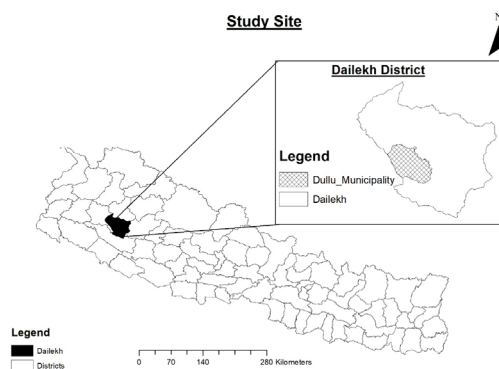 Study Site
N
Dailekh District
Legend
Dullu_Municipality
Dailekh
Legend
Dailekh
Districts
0 70 140 280 Kilometers